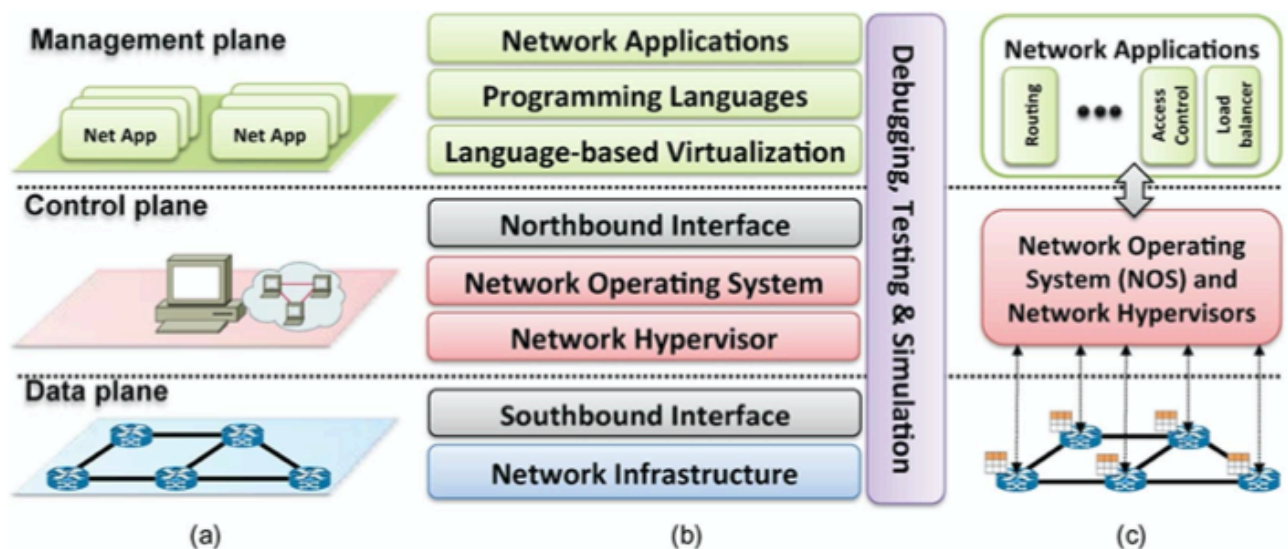 Management plane
Net App
Net App
Control plane
Data plane
(a)
Network Applications
Programming Languages
Language-based Virtualization
Northbound Interface
Network Operating System
Network Hypervisor
Southbound Interface
Network Infrastructure
(b)
Debugging, Testing & Simulation
Network Applications
Routing
Access
Control
Load
balancer
Network Operating
System (NOS) and
Network Hypervisors
(c)